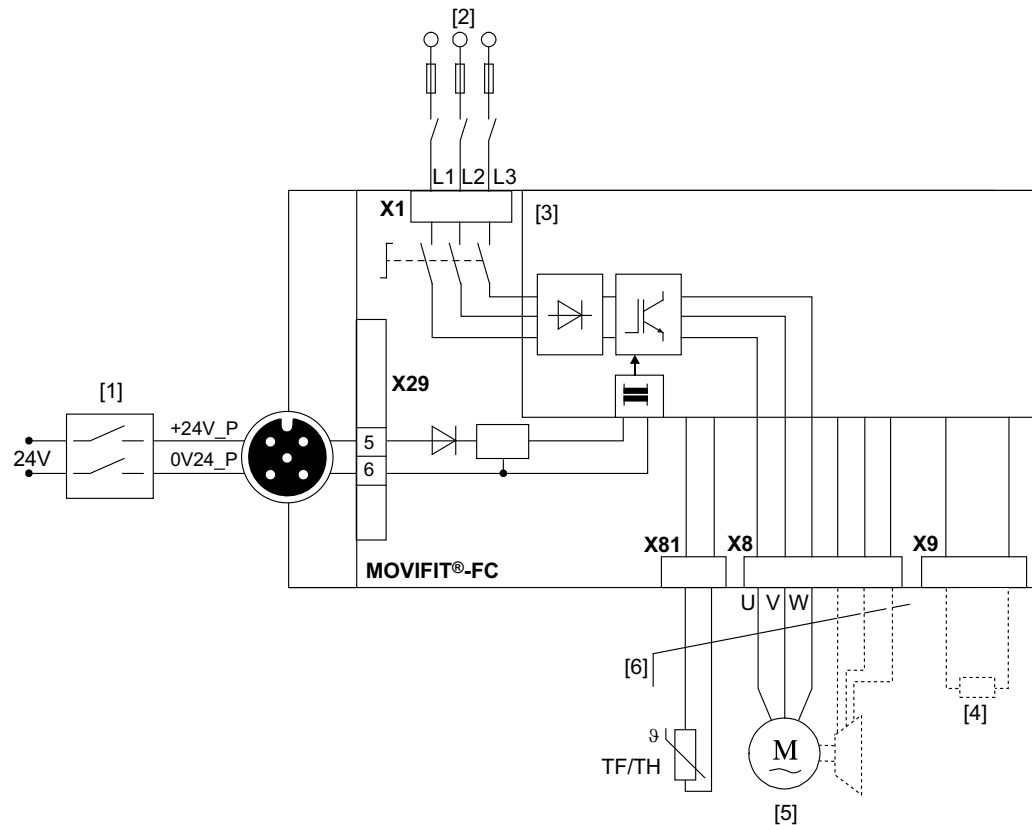 [2]
L1 L2 L3
X1
[3]
[1]
X29
+24V_P
5
24V
0V24_P
6
X81
X8
X9
MOVIFIT®-FC
U V W
[6]
[4]
ϑ
TF/TH
M
[5]